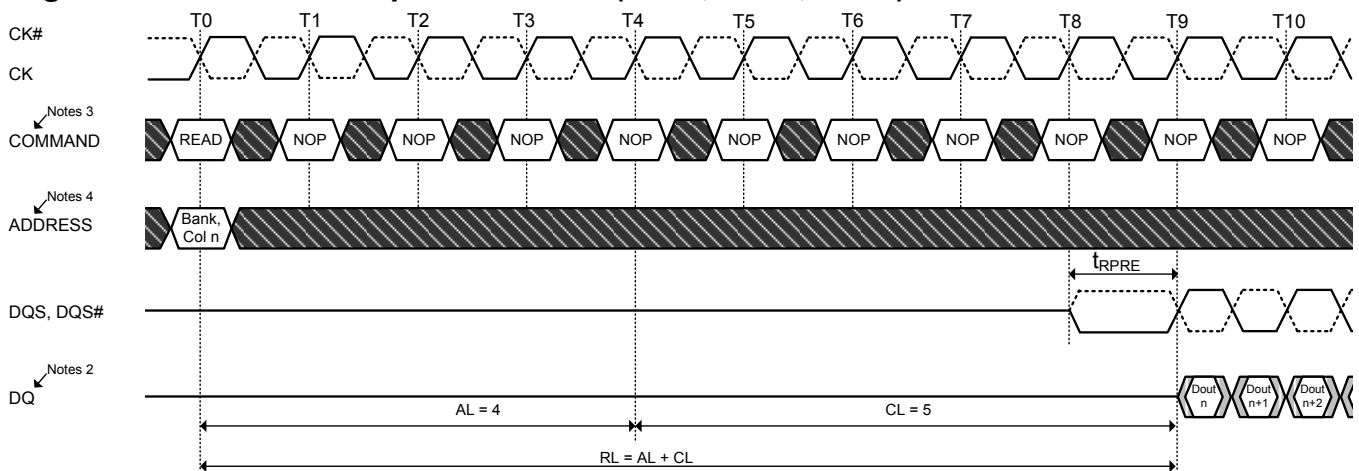 T0 T1 T2 T3 T4 T5 T6 T7 T8 T9 T10
CK#
CK
Notes 3
COMMAND READ NOP NOP NOP NOP NOP NOP NOP NOP NOP NOP
Notes 4
ADDRESS
Bank,
Col n
tRPRE
DQS, DQS#
Notes 2
DQ
Dout n
Dout n+1
Dout n+2
AL = 4
CL = 5
RL = AL + CL